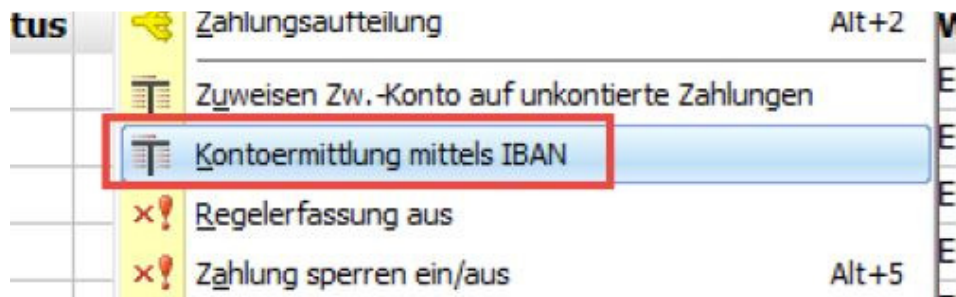 tus Zahlungsaufteilung Alt+2
Zuweisen Zw.-Konto auf unkontierte Zahlungen
Kontoermittlung mittels IBAN
Regelerfassung aus
Zahlung sperren ein/aus Alt+5